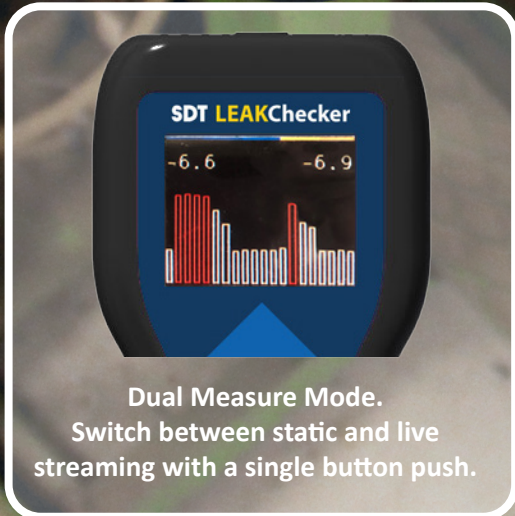 SDT LEAKChecker
-6.6 -6.9
Dual Measure Mode.
Switch between static and live
streaming with a single button push.